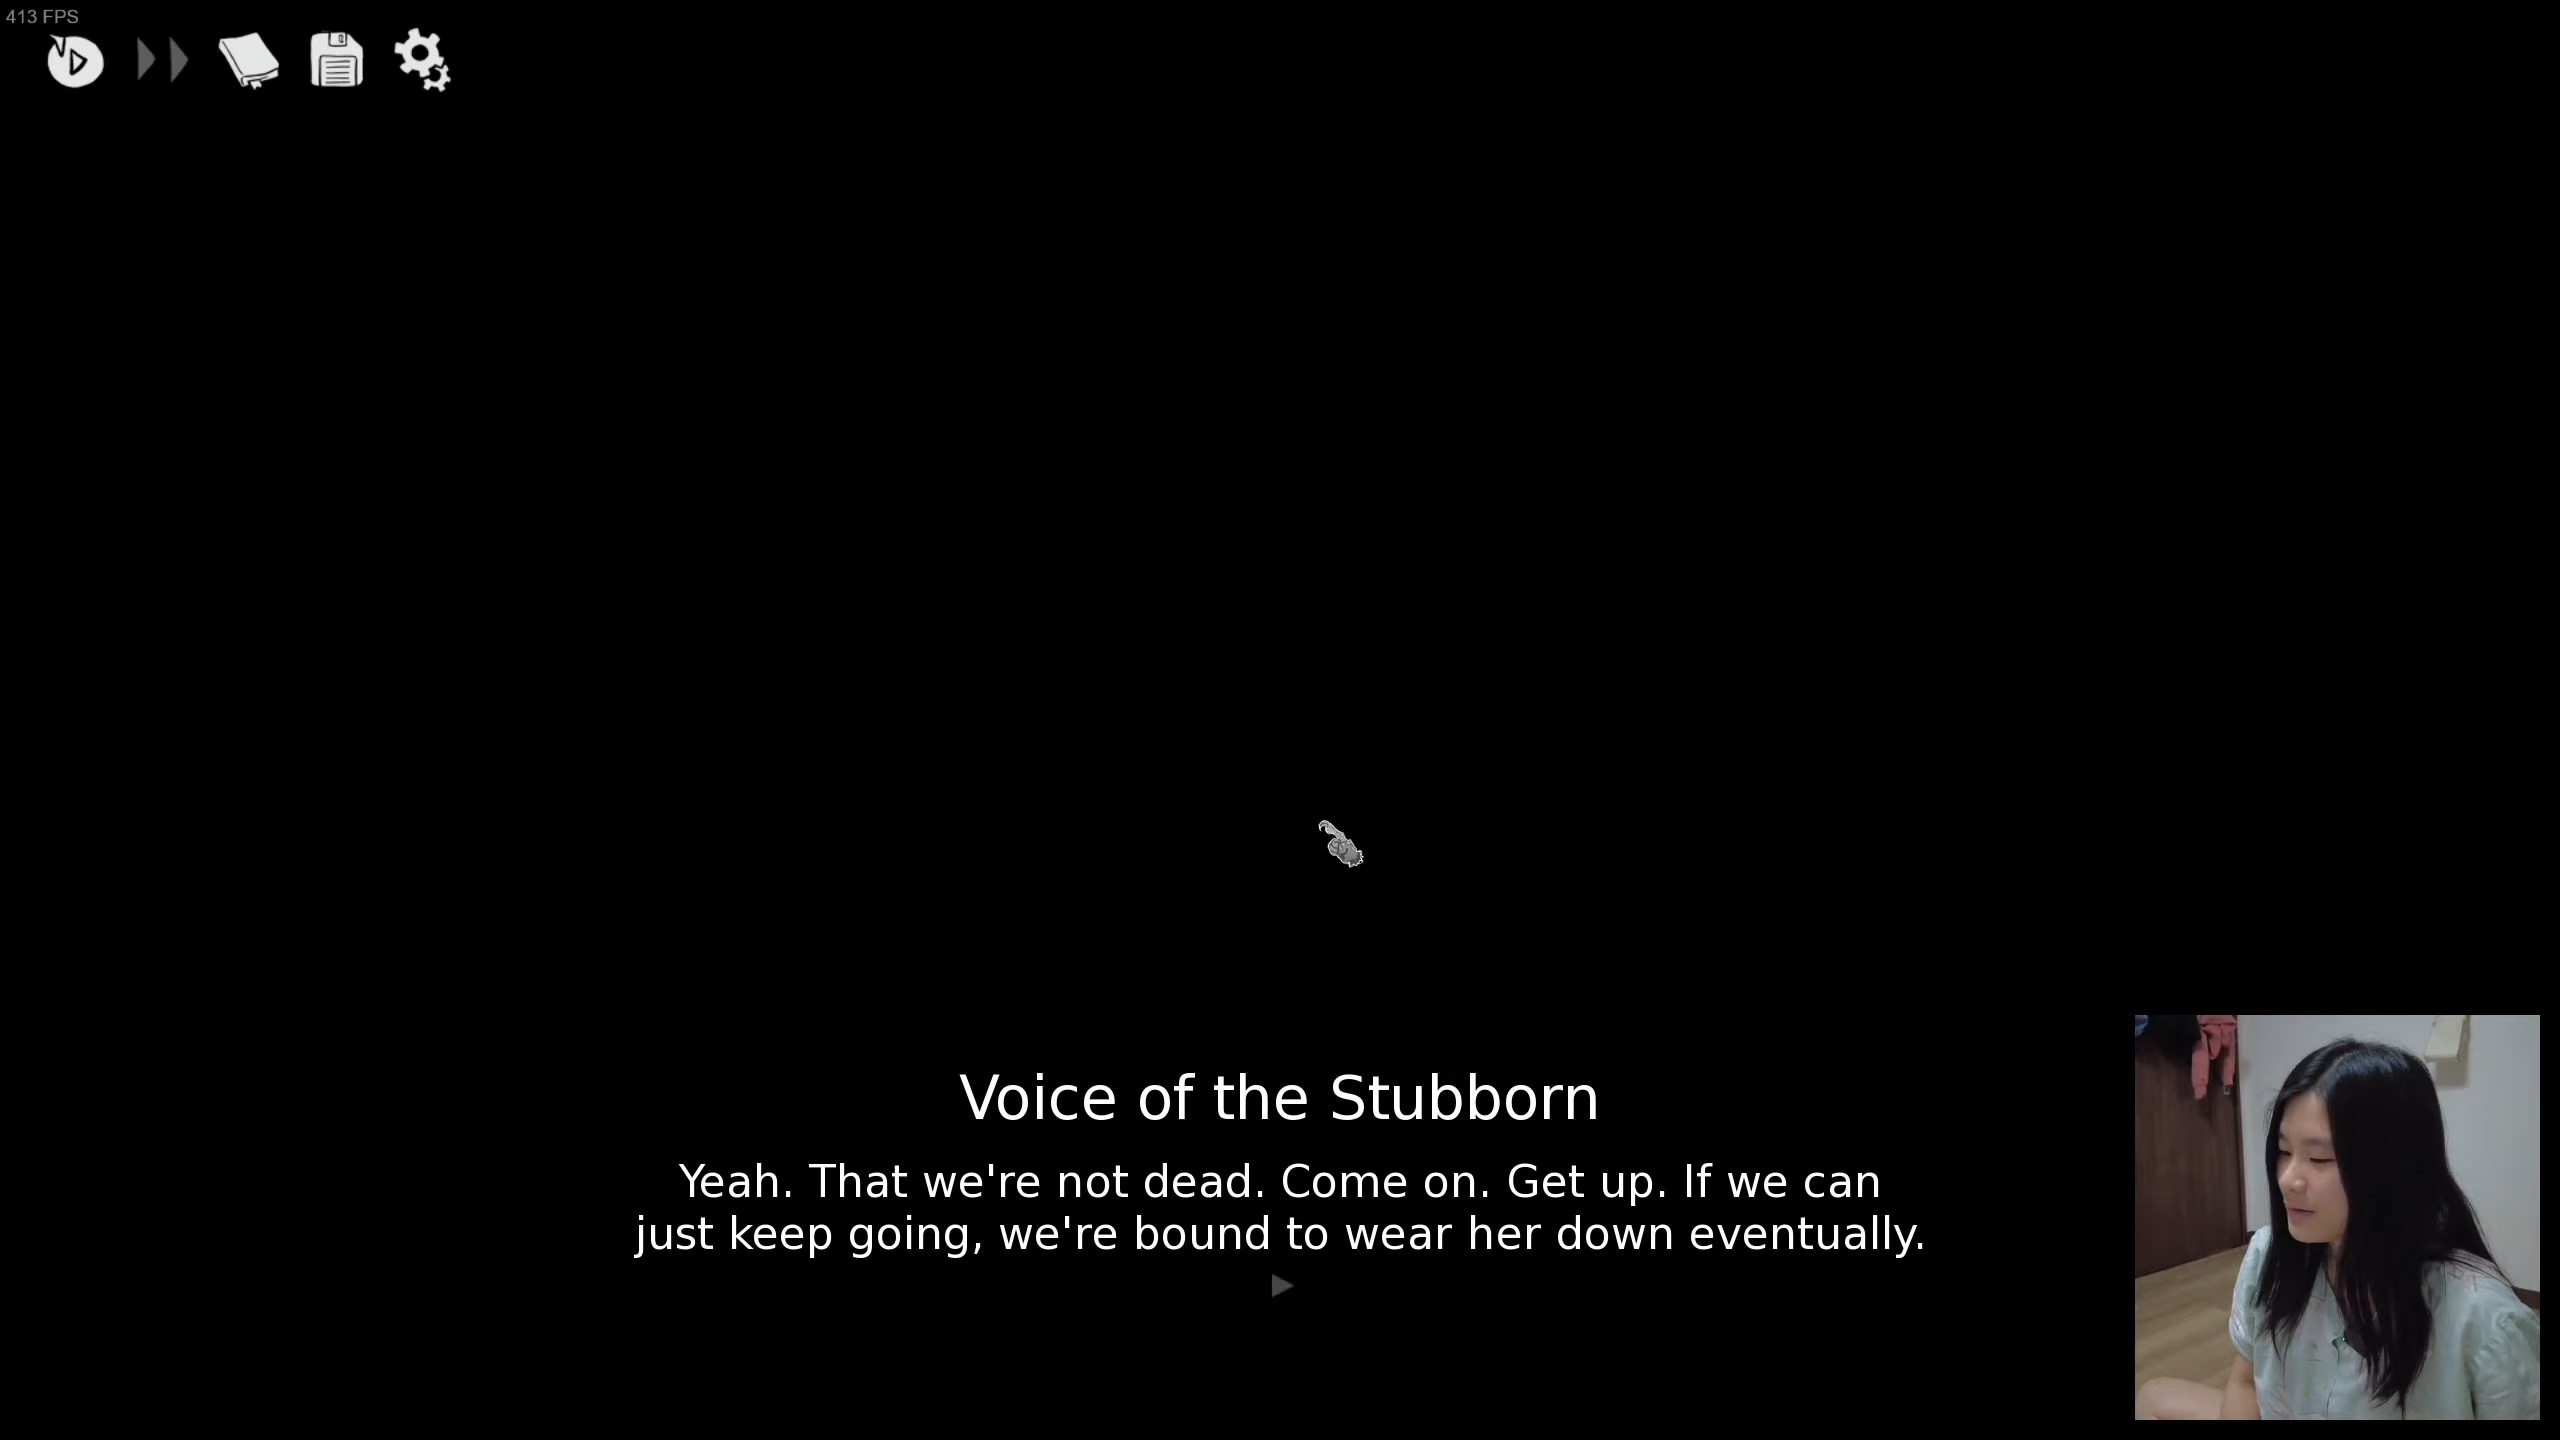 413 FPS
Voice of the Stubborn
Yeah. That we're not dead. Come on. Get up. If we can
just keep going, we're bound to wear her down eventually.